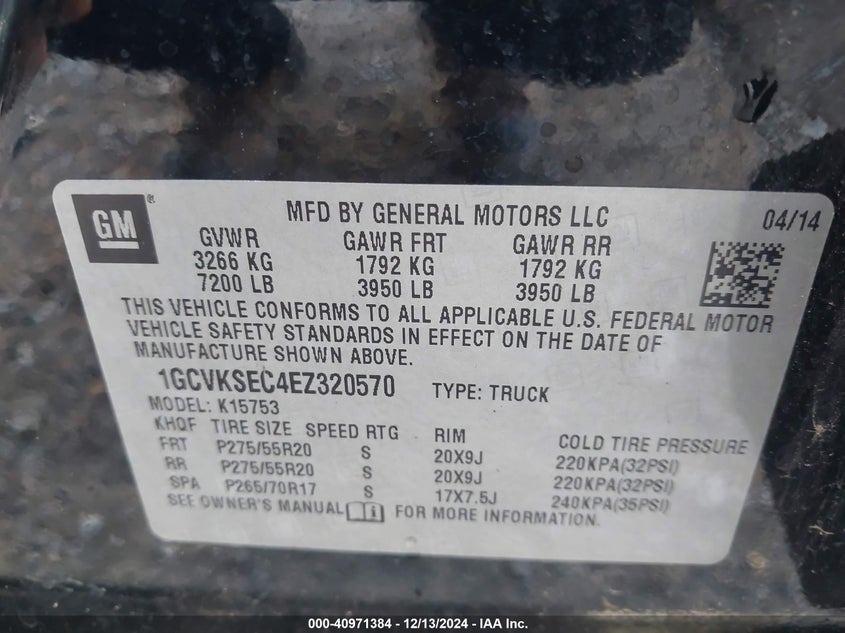 GM ®
MFD BY GENERAL MOTORS LLC 04/14
GVWR GAWR FRT GAWR RR
3266 KG 1792 KG 1792 KG
7200 LB 3950 LB 3950 LB
THIS VEHICLE CONFORMS TO ALL APPLICABLE U.S. FEDERAL MOTOR
VEHICLE SAFETY STANDARDS IN EFFECT ON THE DATE OF
MANUFACTURE SHOWN ABOVE.
1GCVKSEC4EZ320570 TYPE: TRUCK
MODEL: K15753
KHQF TIRE SIZE SPEED RTG RIM COLD TIRE PRESSURE
FRT P275/55R20 S 20X9J 220KPA(32PSI)
RR P275/55R20 S 20X9J 220KPA(32PSI)
SPA P265/70R17 S 17X7.5J 240KPA(35PSI)
SEE OWNER'S MANUAL i FOR MORE INFORMATION.
000-40971384 - 12/13/2024 - IAA Inc.